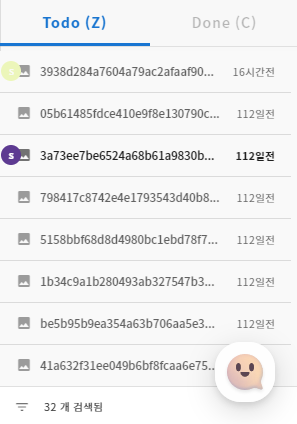 Todo (Z) Done (C)
S 3938d284a7604a79ac2afaaf90... 16시간전
05b61485fdce410e9f8e130790c... 112일전
S 3a73ee7be6524a68b61a9830b... 112일전
798417c8742e4e1793543d40b8... 112일전
5158bbf68d8d4980bc1ebd78f7... 112일전
1b34c9a1b280493ab327547b3... 112일전
be5b95b9ea354a63b706aa5e3... 112일전
41a632f31ee049b6bf8fcaa6e75...
32 개 검색됨